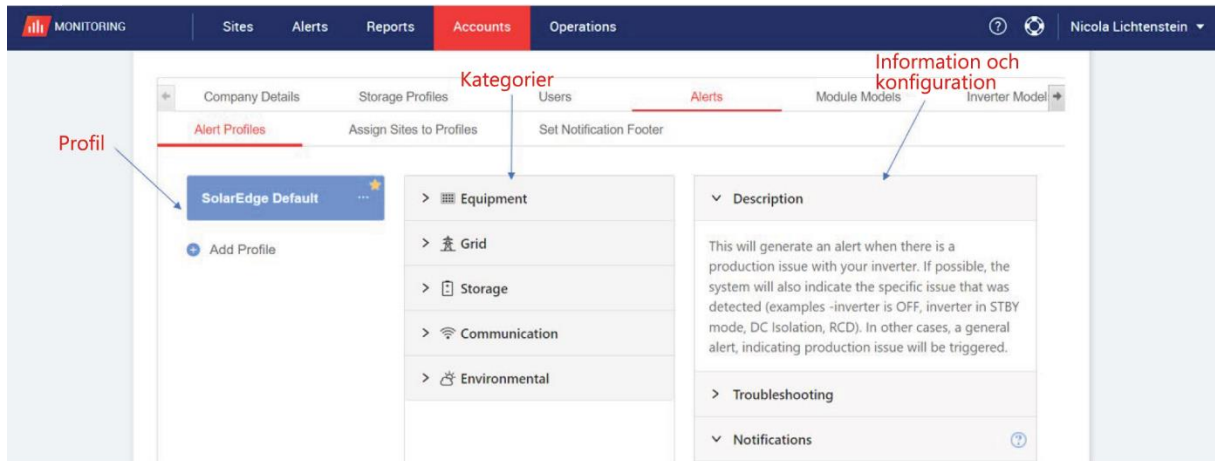 MONITORING
Sites Alerts Reports Accounts Operations
Nicola Lichtenstein
Kategorier
Information och
konfiguration
Company Details Storage Profiles Users Alerts Module Models Inverter Model
Alert Profiles Assign Sites to Profiles Set Notification Footer
Profil
SolarEdge Default ...
Add Profile
Equipment
Grid
Storage
Communication
Environmental
Description
This will generate an alert when there is a
production issue with your inverter. If possible, the
system will also indicate the specific issue that was
detected (examples -inverter is OFF, inverter in STBY
mode, DC Isolation, RCD). In other cases, a general
alert, indicating production issue will be triggered.
Troubleshooting
Notifications